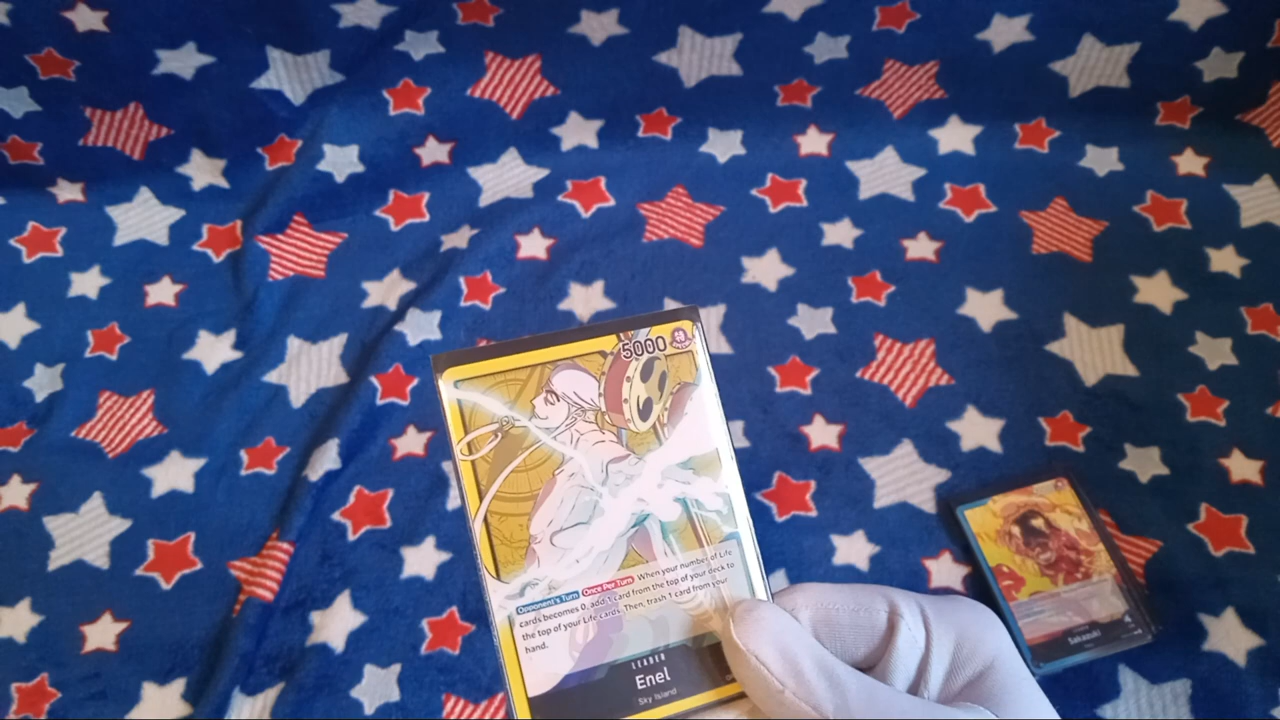 5000
特
Opponent's Turn Once Per Turn When your number of Life
cards becomes 0, add 1 card from the top of your deck to
the top of your Life cards. Then, trash 1 card from your
hand.
LEADER
Enel
Sky Island
Sakazuki
4